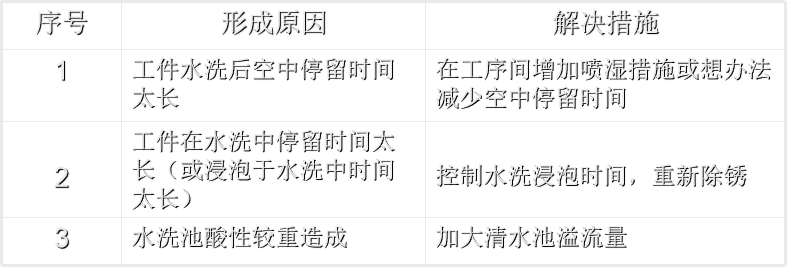 序号 形成原因 解决措施
1 工件水洗后空中停留时间太长 在工序间增加喷湿措施或想办法减少空中停留时间
2 工件在水洗中停留时间太长（或浸泡于水洗中时间太长） 控制水洗浸泡时间，重新除锈
3 水洗池酸性较重造成 加大清水池溢流量